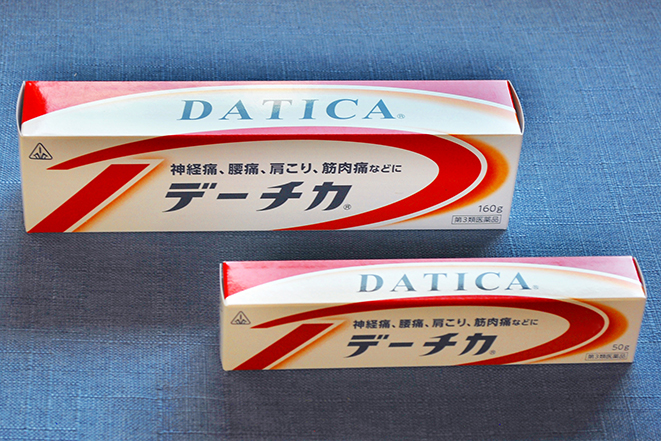 DATICA®
神経痛、腰痛、肩こり、筋肉痛などに
デーチカ®
160g
第3類医薬品
DATICA®
神経痛、腰痛、肩こり、筋肉痛などに
デーチカ®
50g
第3類医薬品